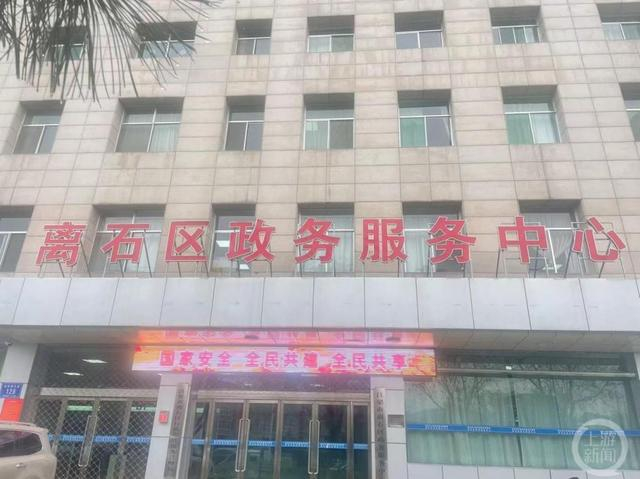 离石区政务服务中心
国家安全 全民共建 全民共享
128
上游新闻